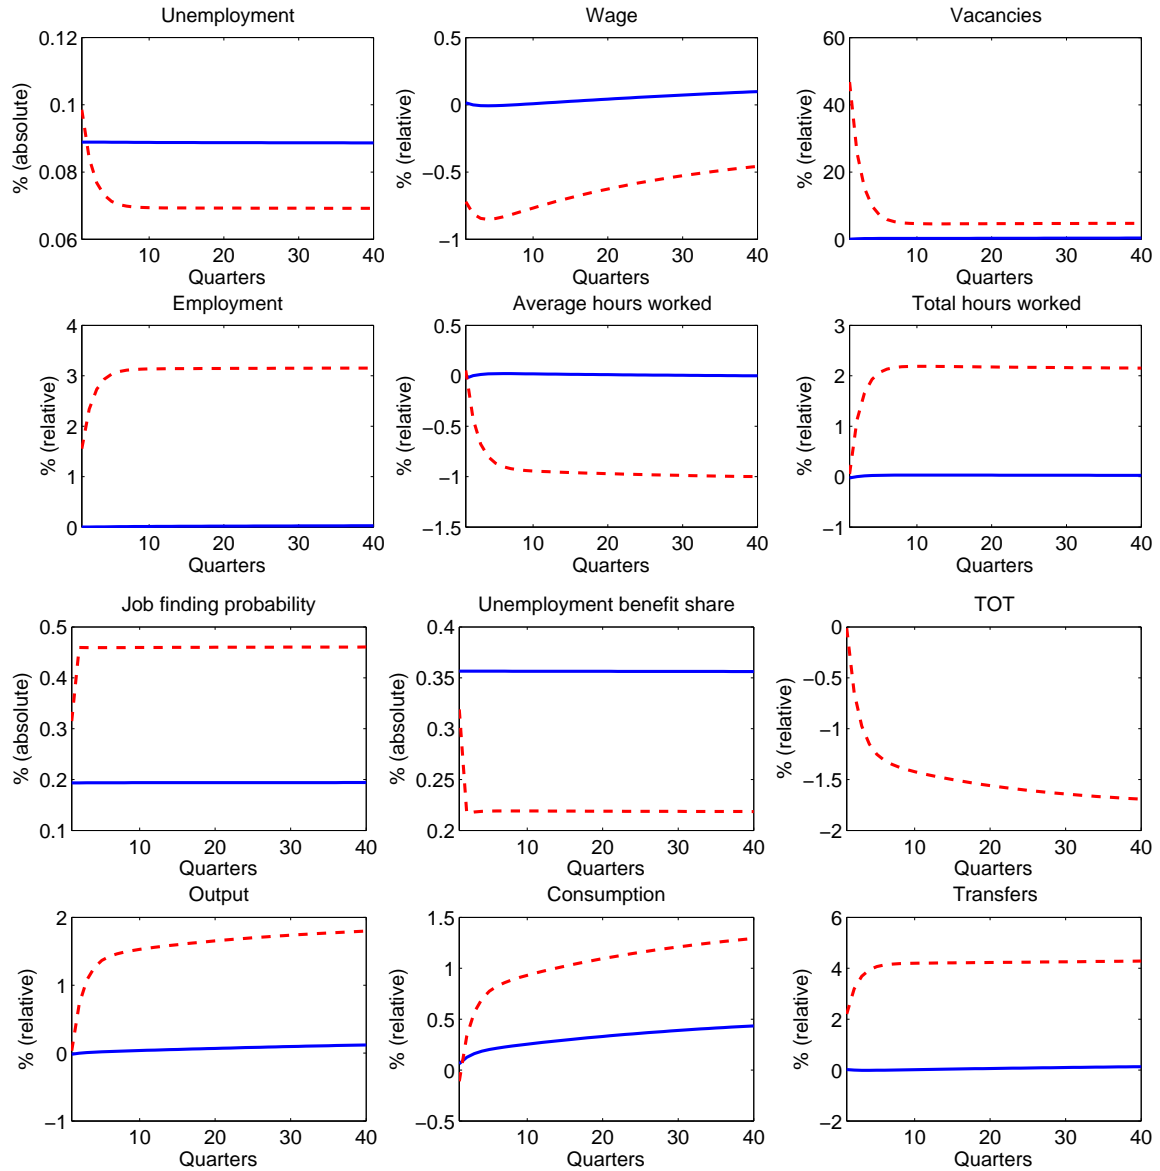 Unemployment
0.12
0.1
0.08
0.06
% (absolute)
10 20 30 40
Quarters
Wage
0.5
0
−0.5
−1
% (relative)
10 20 30 40
Quarters
Vacancies
60
40
20
0
% (relative)
10 20 30 40
Quarters
Employment
4
3
2
1
0
% (relative)
10 20 30 40
Quarters
Average hours worked
0.5
0
−0.5
−1
−1.5
% (relative)
10 20 30 40
Quarters
Total hours worked
3
2
1
0
−1
% (relative)
10 20 30 40
Quarters
Job finding probability
0.5
0.4
0.3
0.2
0.1
% (absolute)
10 20 30 40
Quarters
Unemployment benefit share
0.4
0.35
0.3
0.25
0.2
% (absolute)
10 20 30 40
Quarters
TOT
0
−0.5
−1
−1.5
−2
% (relative)
10 20 30 40
Quarters
Output
2
1
0
−1
% (relative)
10 20 30 40
Quarters
Consumption
1.5
1
0.5
0
−0.5
% (relative)
10 20 30 40
Quarters
Transfers
6
4
2
0
−2
% (relative)
10 20 30 40
Quarters